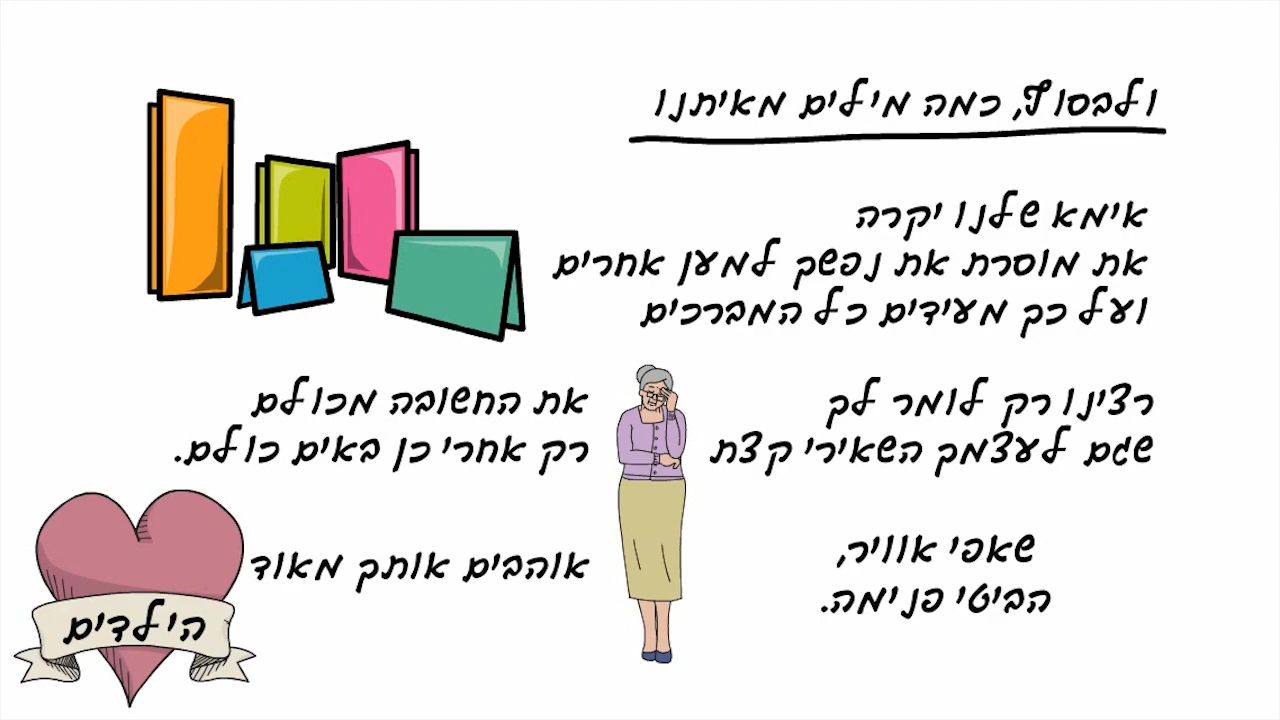 ולבסוף, כמה מילים מאיתנו
אימא שלנו יקרה
את מוסרת את נפשך למען אחרים
ועל כך מעידים כל המברכים
רצינו רק לומר לך
שגם לעצמך השאירי קצת
שאפי אוויר,
הביטי פנימה.
את החשובה מכולם
רק אחרי כן באים כולם.
אוהבים אותך מאוד
הילדים